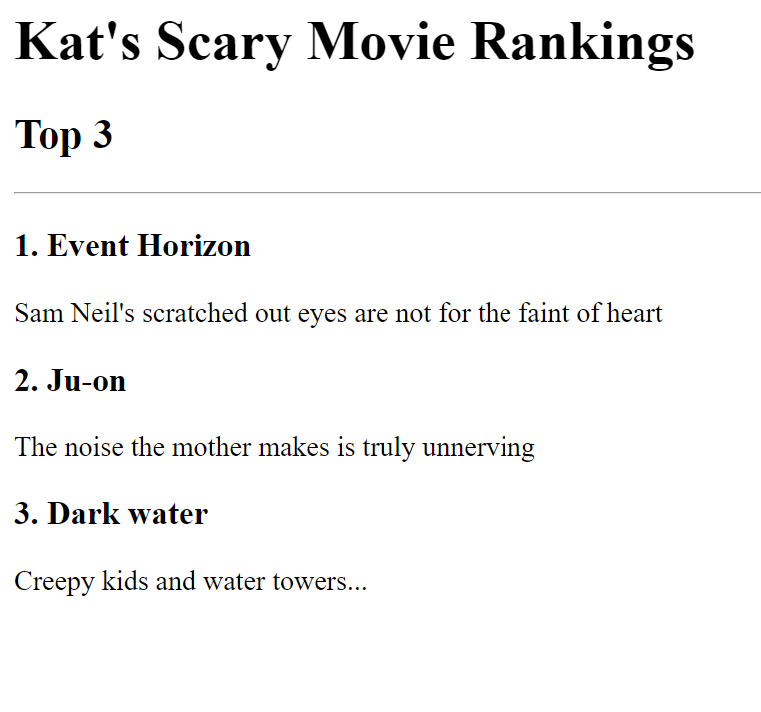 Kat's Scary Movie Rankings
Top 3
1. Event Horizon
Sam Neil's scratched out eyes are not for the faint of heart
2. Ju-on
The noise the mother makes is truly unnerving
3. Dark water
Creepy kids and water towers...